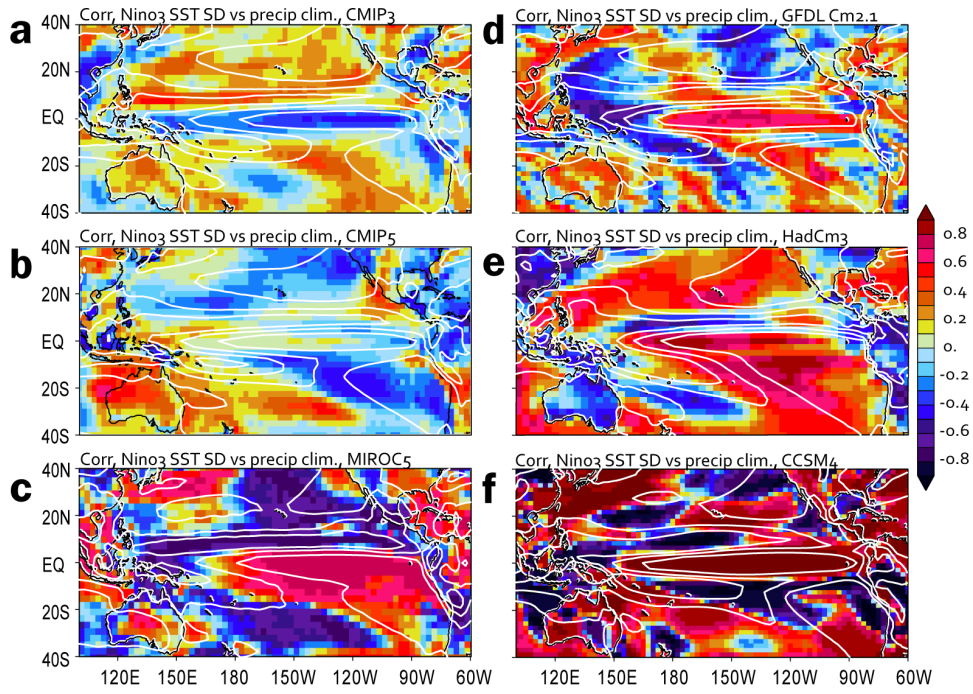 a
Corr, Nino3 SST SD vs precip clim., CMIP3
40N
20N
EQ
20S
40S
d
Corr, Nino3 SST SD vs precip clim., GFDL Cm2.1
b
Corr, Nino3 SST SD vs precip clim., CMIP5
40N
20N
EQ
20S
40S
e
Corr, Nino3 SST SD vs precip clim., HadCm3
c
Corr, Nino3 SST SD vs precip clim., MIROC5
40N
20N
EQ
20S
40S
120E 150E 180 150W 120W 90W 60W
f
Corr, Nino3 SST SD vs precip clim., CCSM4
120E 150E 180 150W 120W 90W 60W
0.8
0.6
0.4
0.2
0.
-0.2
-0.4
-0.6
-0.8